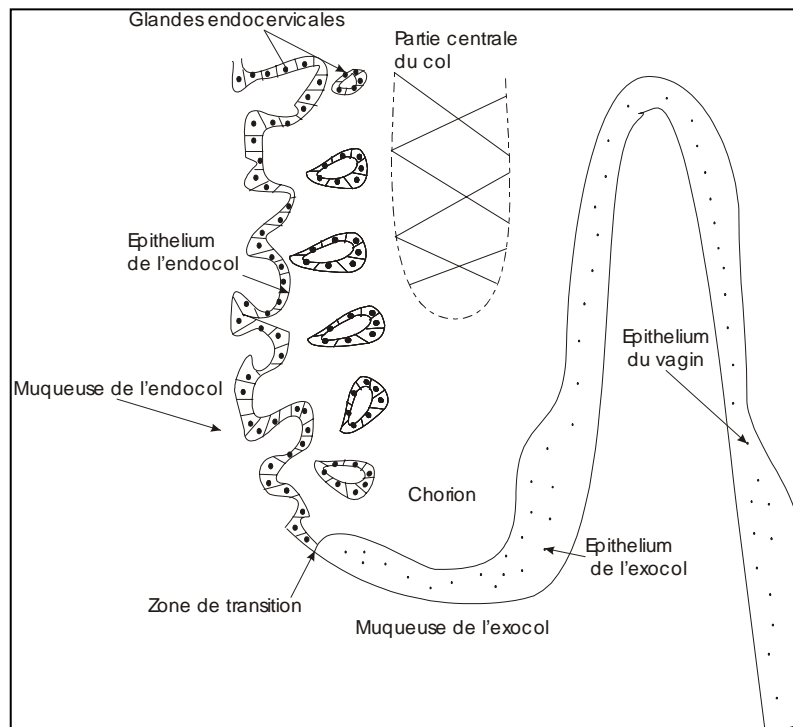 Glandes endocervicales
Partie centrale
du col
Epithelium
de l'endocol
Epithelium
du vagin
Muqueuse de l'endocol
Chorion
Epithelium
de l'exocol
Zone de transition
Muqueuse de l'exocol